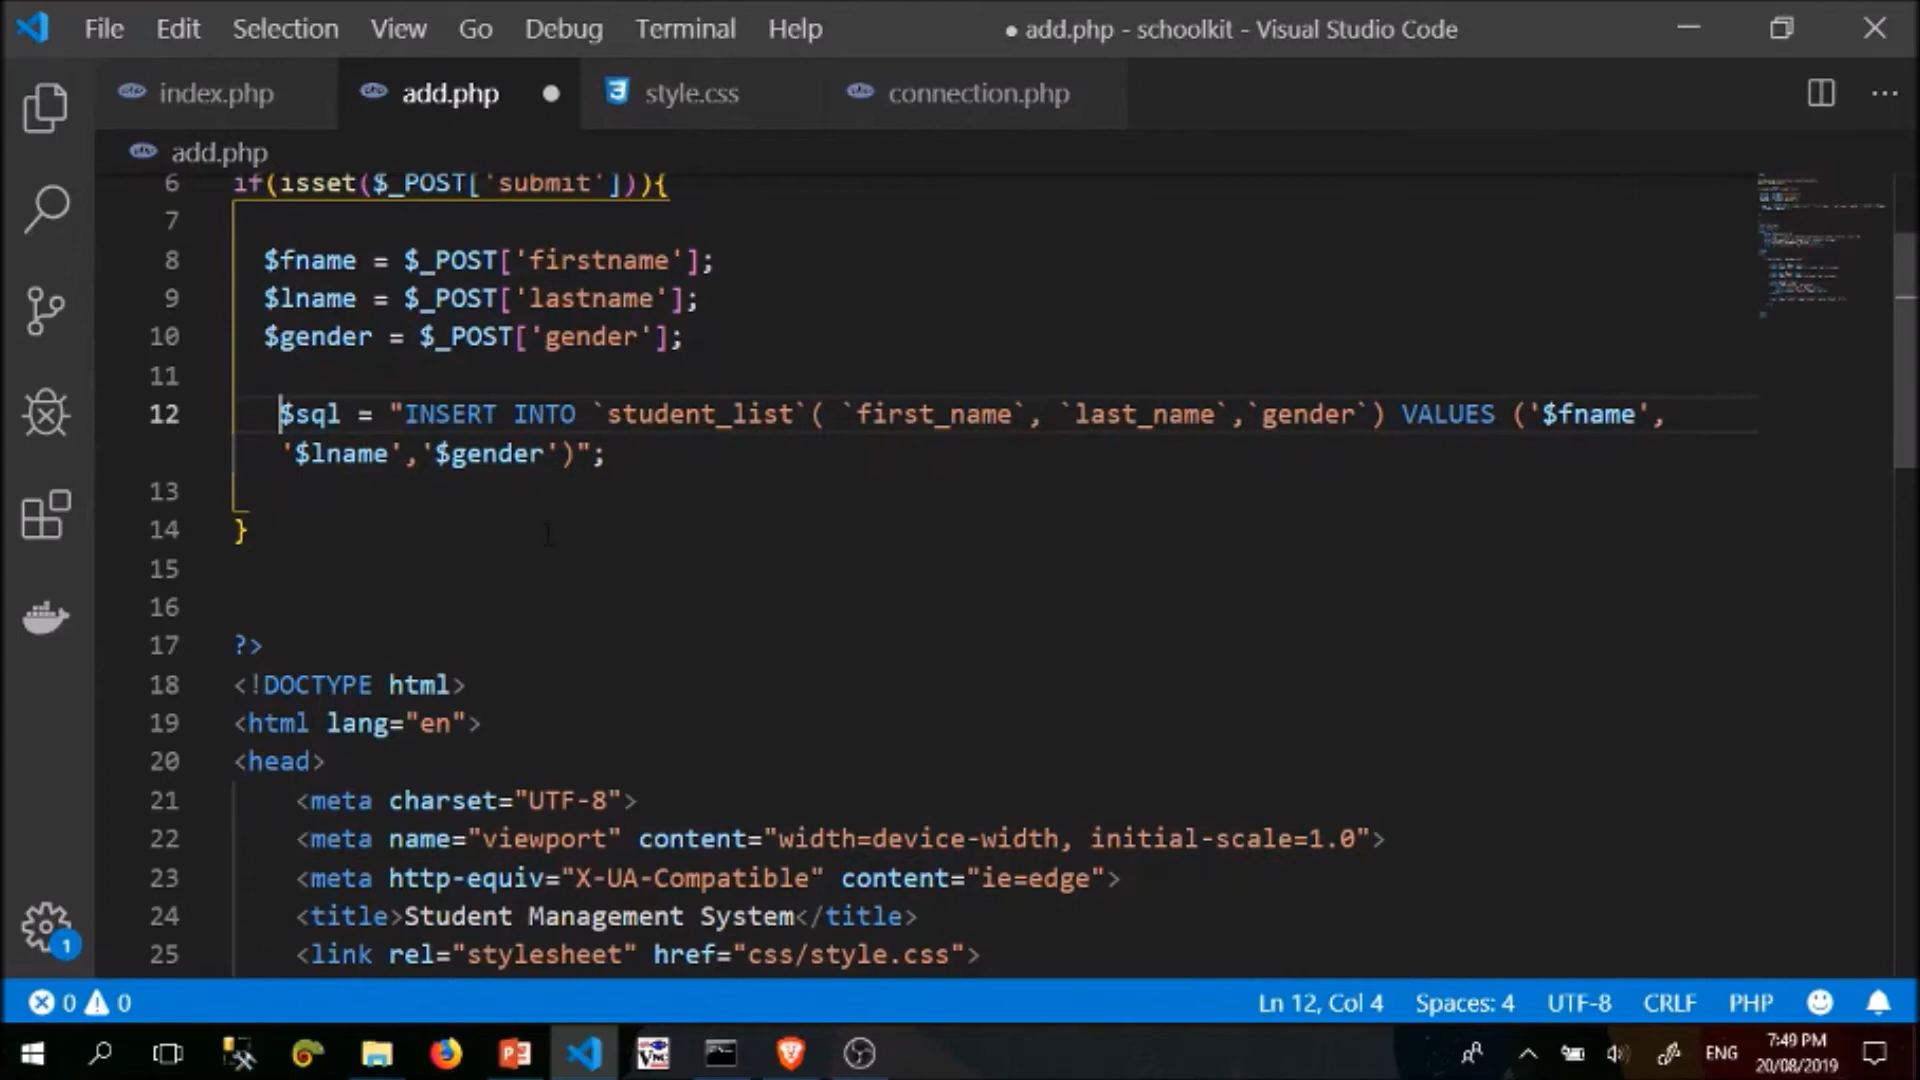 File Edit Selection View Go Debug Terminal Help ● add.php - schoolkit - Visual Studio Code
index.php add.php style.css connection.php
add.php
6 if(isset($_POST['submit'])){
7
8 $fname = $_POST['firstname'];
9 $lname = $_POST['lastname'];
10 $gender = $_POST['gender'];
11
12 $sql = "INSERT INTO `student_list`( `first_name`, `last_name`,`gender`) VALUES ('$fname',
'$lname','$gender')";
13
14 }
15
16
17 ?>
18 <!DOCTYPE html>
19 <html lang="en">
20 <head>
21 <meta charset="UTF-8">
22 <meta name="viewport" content="width=device-width, initial-scale=1.0">
23 <meta http-equiv="X-UA-Compatible" content="ie=edge">
24 <title>Student Management System</title>
25 <link rel="stylesheet" href="css/style.css">
1
0 0 Ln 12, Col 4 Spaces: 4 UTF-8 CRLF PHP
ENG 7:49 PM
20/08/2019